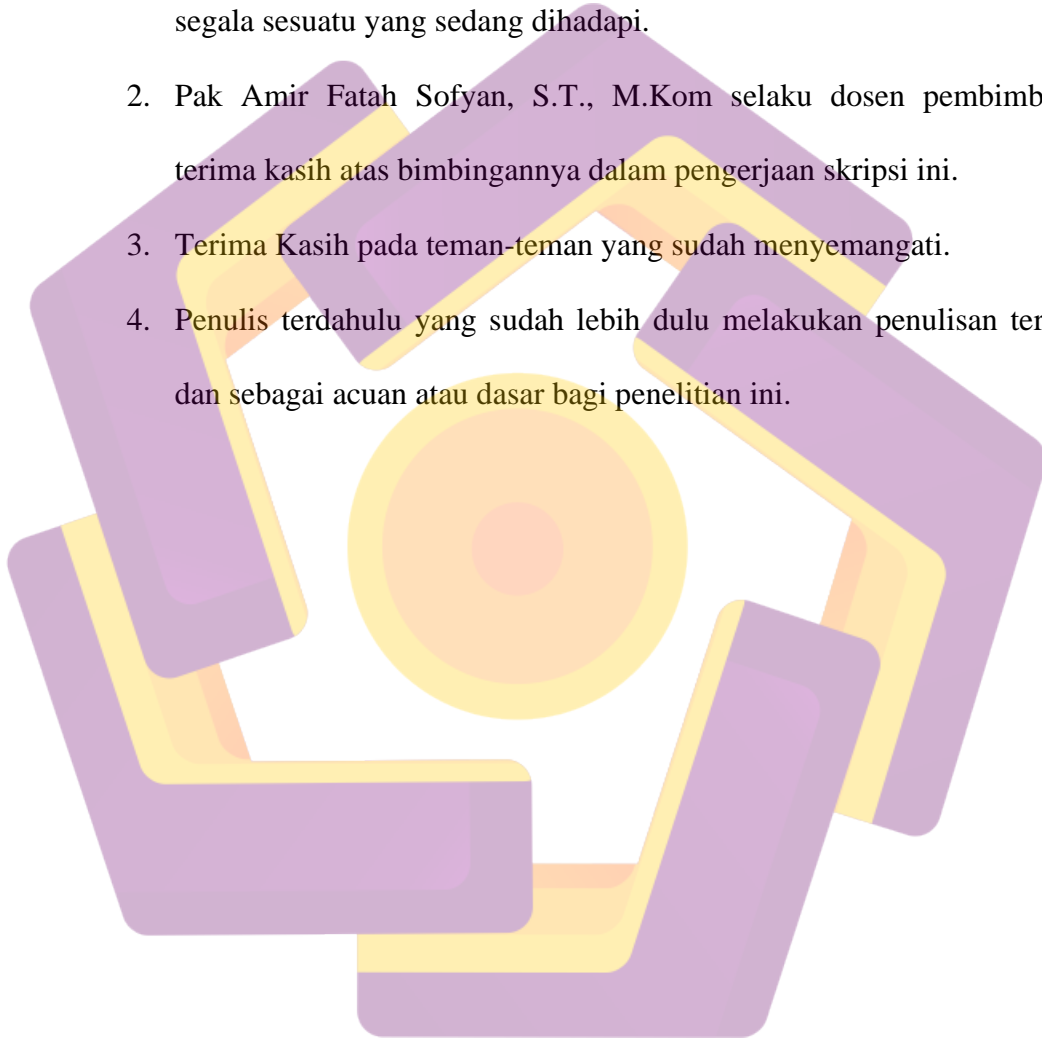 segala sesuatu yang sedang dihadapi.
2. Pak Amir Fatah Sofyan, S.T., M.Kom selaku dosen pembimb
terima kasih atas bimbingannya dalam pengerjaan skripsi ini.
3. Terima Kasih pada teman-teman yang sudah menyemangati.
4. Penulis terdahulu yang sudah lebih dulu melakukan penulisan ter
dan sebagai acuan atau dasar bagi penelitian ini.